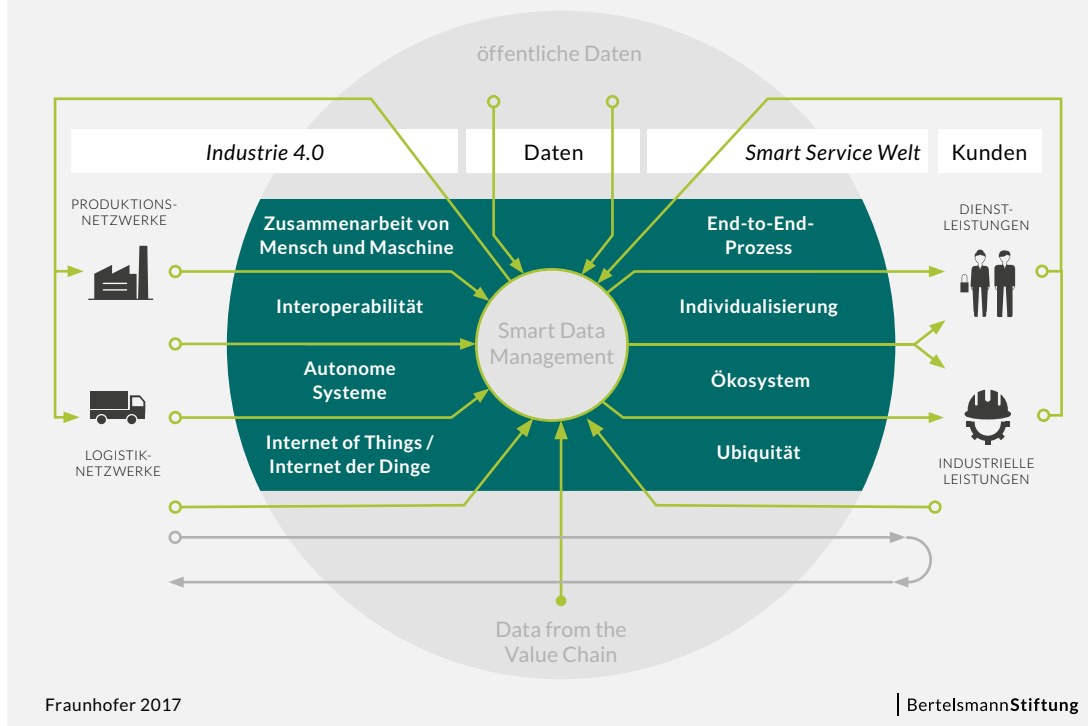 öffentliche Daten
Industrie 4.0
Daten
Smart Service Welt
Kunden
PRODUKTIONS-
NETZWERKE
Zusammenarbeit von
Mensch und Maschine
End-to-End-
Prozess
DIENST-
LEISTUNGEN
Interoperabilität
Smart Data
Management
Individualisierung
Autonome
Systeme
Ökosystem
LOGISTIK-
NETZWERKE
Internet of Things /
Internet der Dinge
Ubiquität
INDUSTRIELLE
LEISTUNGEN
Data from the
Value Chain
Fraunhofer 2017
BertelsmannStiftung